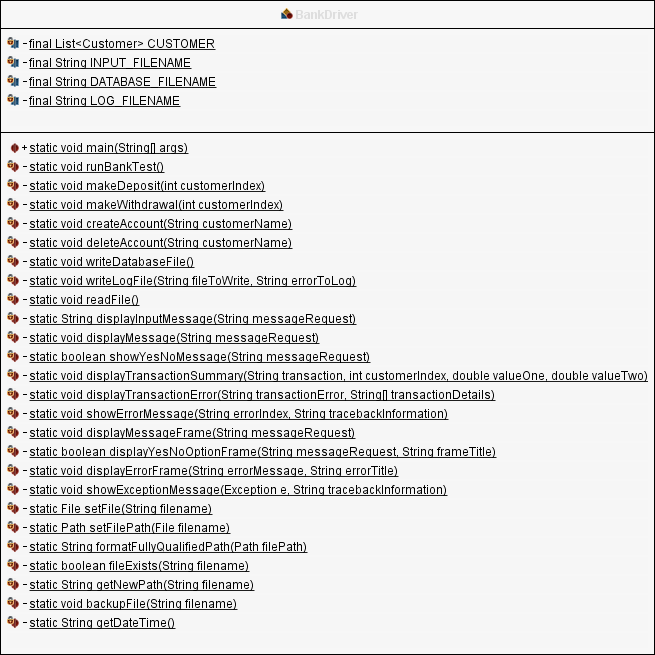 BankDriver
- final List<Customer> CUSTOMER
- final String INPUT_FILENAME
- final String DATABASE_FILENAME
- final String LOG_FILENAME
+ static void main(String[] args)
- static void runBankTest()
- static void makeDeposit(int customerIndex)
- static void makeWithdrawal(int customerIndex)
- static void createAccount(String customerName)
- static void deleteAccount(String customerName)
- static void writeDatabaseFile()
- static void writeLogFile(String fileToWrite, String errorToLog)
- static void readFile()
- static String displayInputMessage(String messageRequest)
- static void displayMessage(String messageRequest)
- static boolean showYesNoMessage(String messageRequest)
- static void displayTransactionSummary(String transaction, int customerIndex, double valueOne, double valueTwo)
- static void displayTransactionError(String transactionError, String[] transactionDetails)
- static void showErrorMessage(String errorIndex, String tracebackInformation)
- static void displayMessageFrame(String messageRequest)
- static boolean displayYesNoOptionFrame(String messageRequest, String frameTitle)
- static void displayErrorFrame(String errorMessage, String errorTitle)
- static void showExceptionMessage(Exception e, String tracebackInformation)
- static File setFile(String filename)
- static Path setFilePath(File filename)
- static String formatFullyQualifiedPath(Path filePath)
- static boolean fileExists(String filename)
- static String getNewPath(String filename)
- static void backupFile(String filename)
- static String getDateTime()